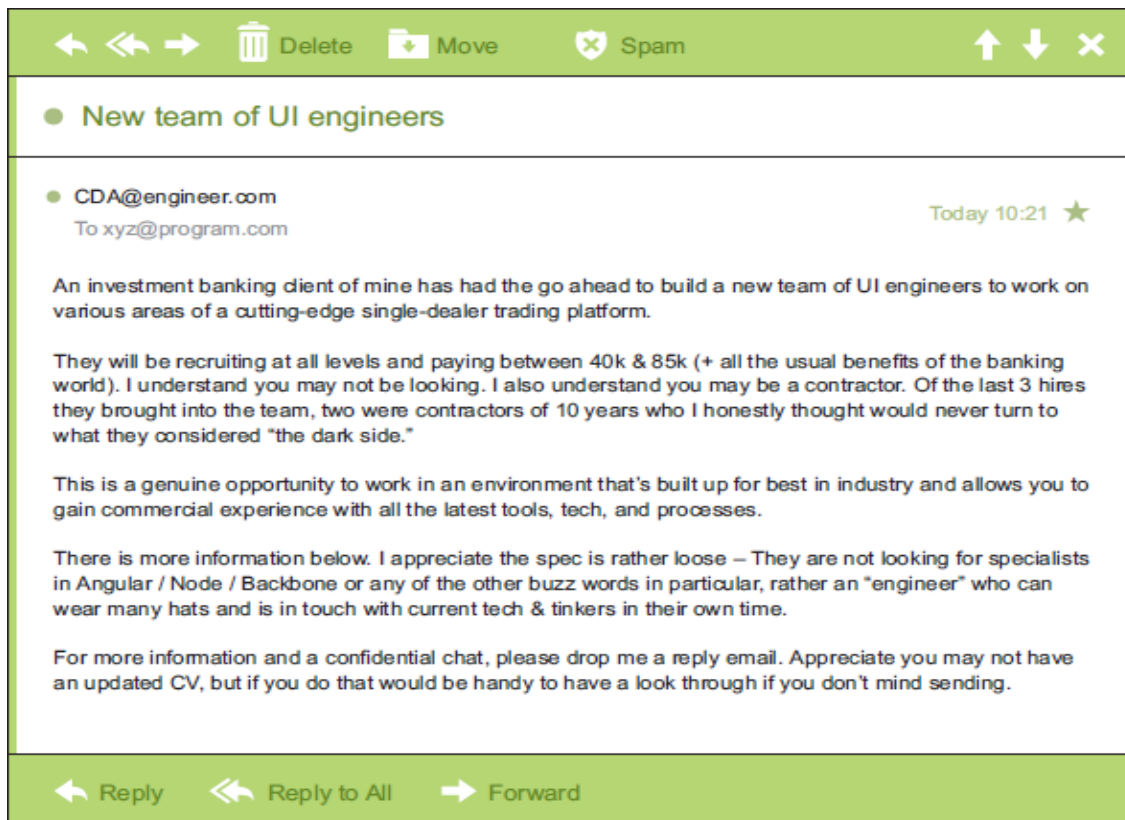 Delete Move Spam
New team of UI engineers
CDA@engineer.com
Today 10:21
To xyz@program.com
An investment banking client of mine has had the go ahead to build a new team of UI engineers to work on
various areas of a cutting-edge single-dealer trading platform.
They will be recruiting at all levels and paying between 40k & 85k (+ all the usual benefits of the banking
world). I understand you may not be looking. I also understand you may be a contractor. Of the last 3 hires
they brought into the team, two were contractors of 10 years who I honestly thought would never turn to
what they considered “the dark side.”
This is a genuine opportunity to work in an environment that’s built up for best in industry and allows you to
gain commercial experience with all the latest tools, tech, and processes.
There is more information below. I appreciate the spec is rather loose – They are not looking for specialists
in Angular / Node / Backbone or any of the other buzz words in particular, rather an “engineer” who can
wear many hats and is in touch with current tech & tinkers in their own time.
For more information and a confidential chat, please drop me a reply email. Appreciate you may not have
an updated CV, but if you do that would be handy to have a look through if you don’t mind sending.
Reply Reply to All Forward